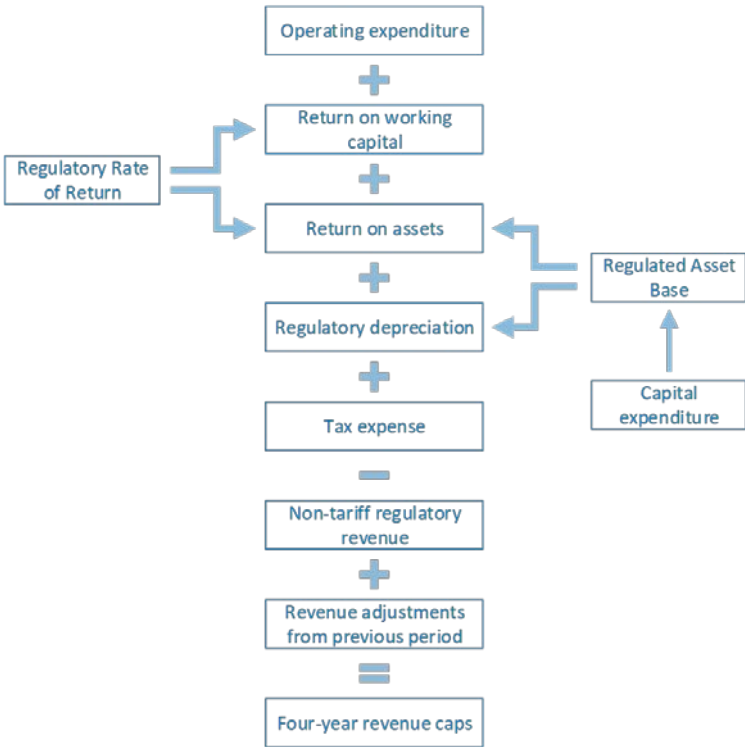 Operating expenditure
Return on working
capital
Regulatory Rate
of Return
Return on assets
Regulated Asset
Base
Regulatory depreciation
Capital
expenditure
Tax expense
Non-tariff regulatory
revenue
Revenue adjustments
from previous period
Four-year revenue caps